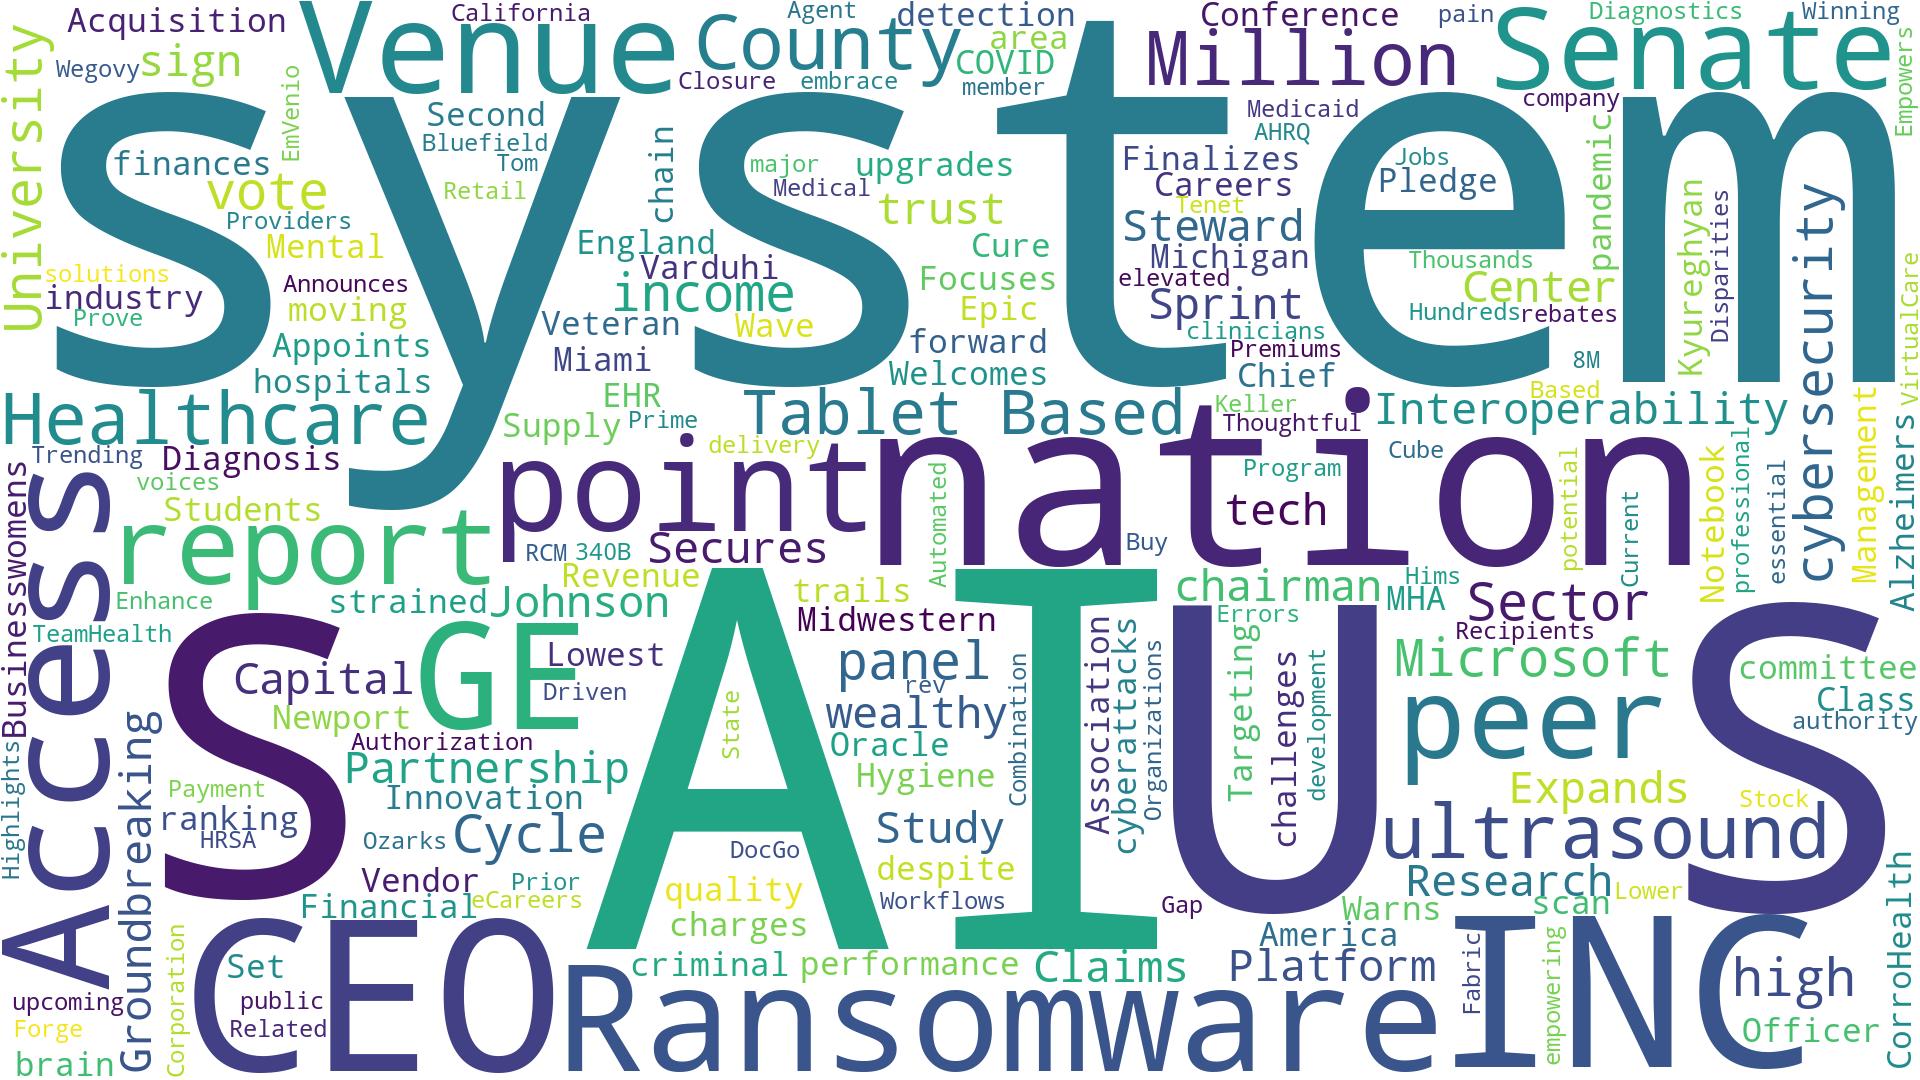 Acquisition
California
Agent
detection
Conference
pain
Diagnostics
Winning
University
Wegovy
sign
EmVenio
Venue
County
area
COVID
Closure
embrace
member
Million
Senate
Empowers
system
company
Second
Bluefield
Tom
Retail
chain
Medicaid
AHRQ
finances
vote
Providers
Mental
major
Medical
upgrades
trust
Finalizes
Careers
Tenet
Jobs
Pledge
pandemic
Steward
Michigan
elevated
Sprint
clinicians
Premiums
Chief
England
Varduhi
income
Cure
Focuses
Epic
Veteran
Miami
Wave
forward
Welcomes
solutions
industry
Prove
Announces
moving
Appoints
hospitals
Thousands
Center
Hundreds
rebates
Kyureghyan
Disparities
cybersecurity
VirtualCare
8M
Based
Healthcare
EHR
Supply
Prime
delivery
Tablet Based
Keller
Thoughtful
Interoperability
Trending
Diagnosis
voices
Students
point
nation
Program
Cube
tech
Automated
Buy
potential
Current
Notebook
professional
essential
Management
Alzheimers
Businesswomens
Access
report
RCM
340B
Secures
Revenue
Enhance
strained
Johnson
trails
Midwestern
chairman
Hims
MHA
Sector
Errors
Recipients
TeamHealth
S
Capital
Newport
GE
Lowest
Driven
AI
U
S
State
panel
rev
wealthy
Oracle
Hygiene
Combination
Association
cyberattacks
Organizations
Targeting
challenges
development
Microsoft
committee
Class
authority
peer
Authorization
Partnership
Innovation
Payment
ranking
HRSA
Highlights
Groundbreaking
Ozarks
Cycle
DocGo
Study
despite
quality
Expands
Stock
ultrasound
Vendor
Prior
eCareers
Financial
charges
Workflows
Gap
Research
Lower
Warns
scan
CorroHealth
America
Set
public
Related
CEO
criminal
performance
Claims
Platform
Fabric
INC
high
Officer
empowering
upcoming
Forge
brain
Corporation
Ransomware